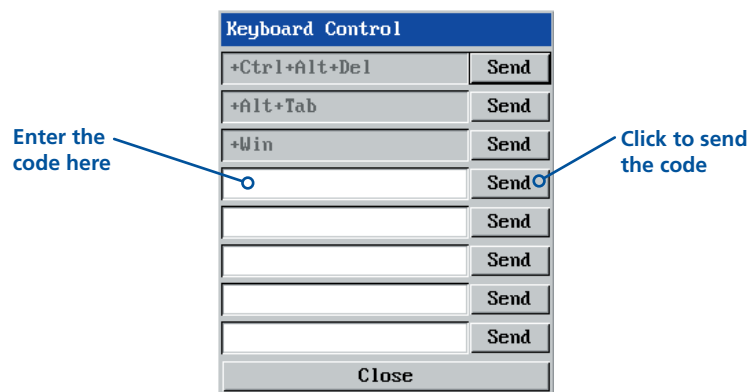 Keyboard Control
+Ctrl+Alt+Del Send
+Alt+Tab Send
+Win Send
Enter the
code here
Send
Click to send
the code
Send
Send
Send
Send
Close